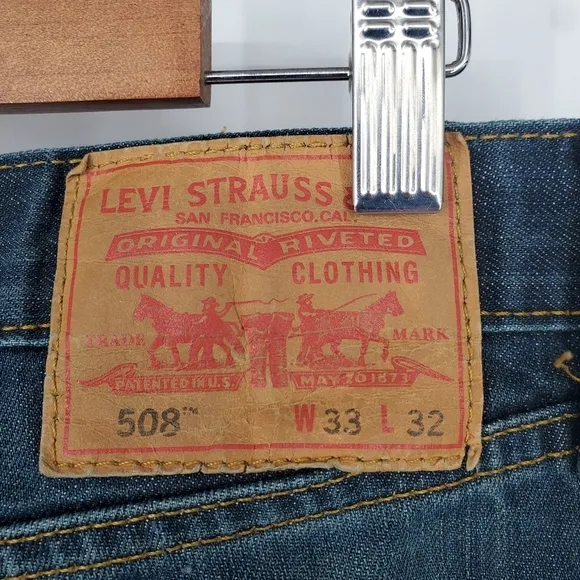 LEVI STRAUSS &
SAN FRANCISCO, CAL.
ORIGINAL RIVETED
QUALITY CLOTHING
TRADE MARK
PATENTED IN U.S. MAY 20 1873
508™ W 33 L 32